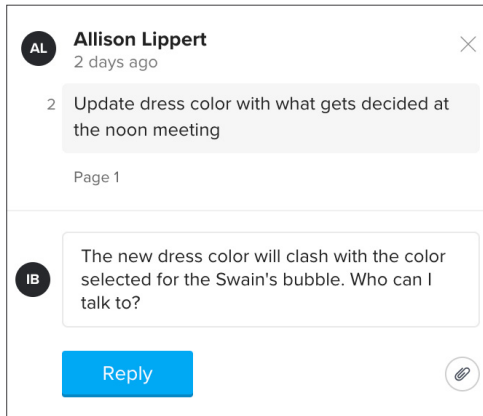 AL
Allison Lippert
2 days ago
2
Update dress color with what gets decided at
the noon meeting
Page 1
IB
The new dress color will clash with the color
selected for the Swain's bubble. Who can I
talk to?
Reply